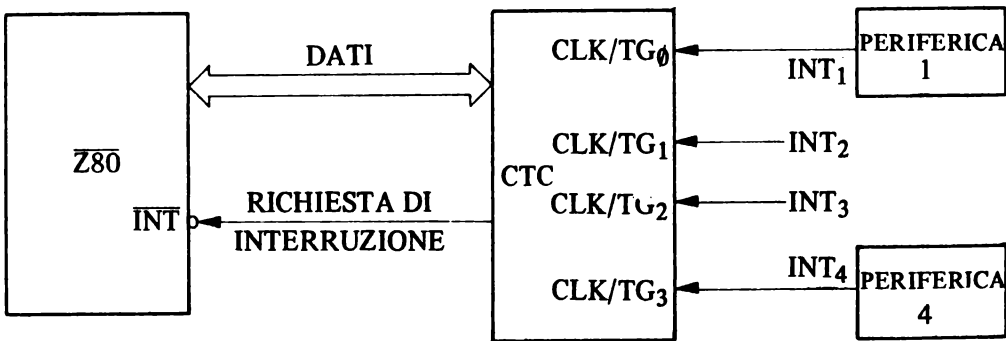 DATI
Z80
INT
RICHIESTA DI
INTERRUZIONE
CTC
CLK/TG0
CLK/TG1
CLK/TG2
CLK/TG3
INT1
INT2
INT3
INT4
PERIFERICA
1
PERIFERICA
4